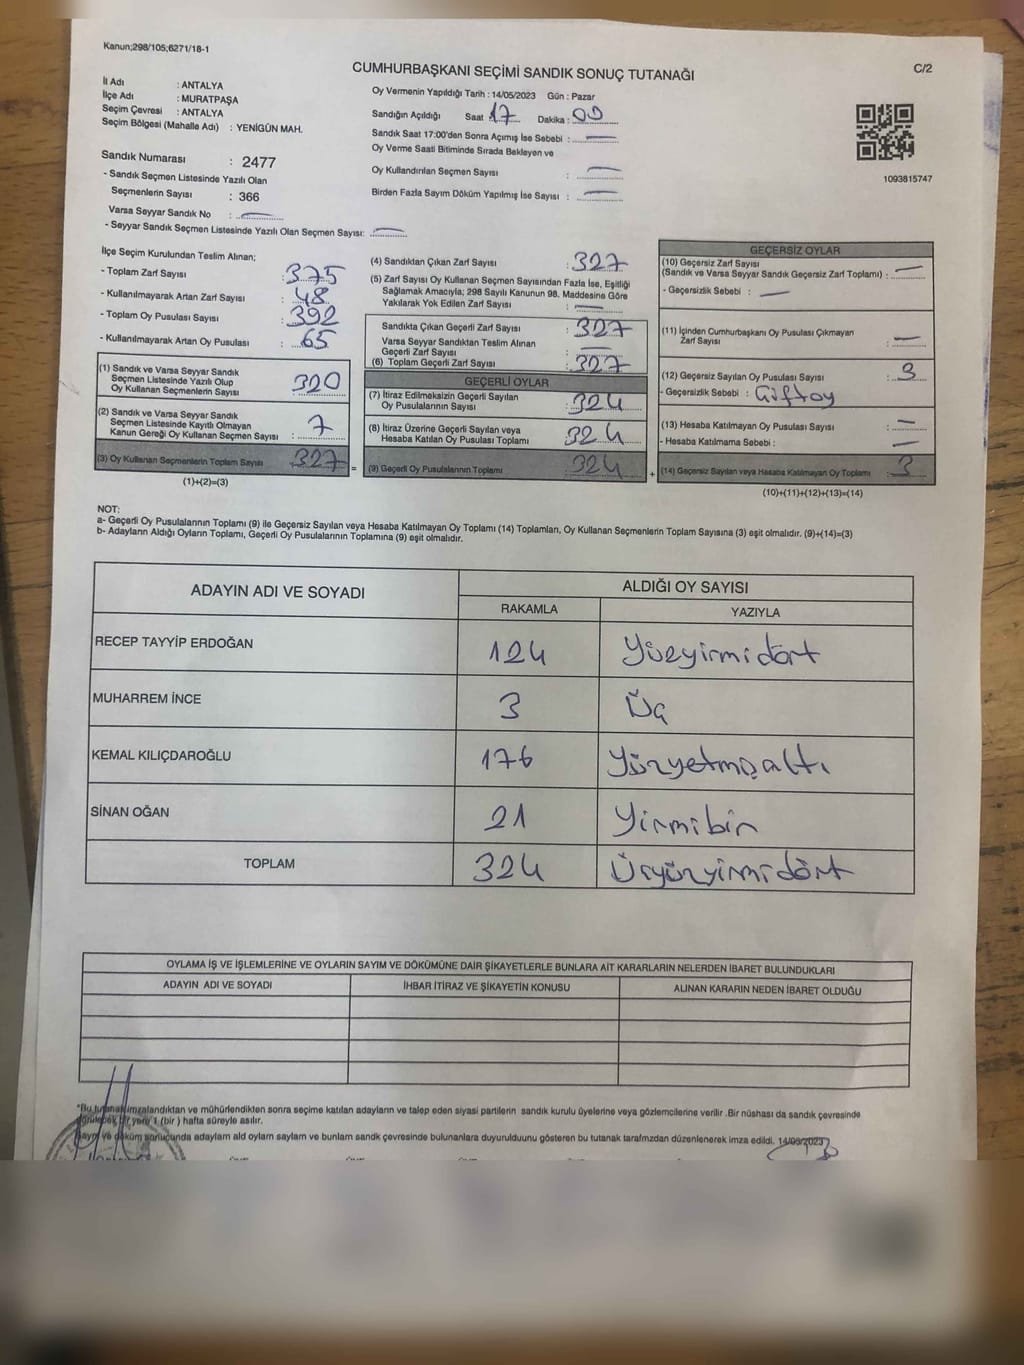 Kanun;298/105;6271/18-1
C/2
CUMHURBAŞKANI SEÇİMİ SANDIK SONUÇ TUTANAĞI
İl Adı : ANTALYA
İlçe Adı : MURATPAŞA
Seçim Çevresi : ANTALYA
Seçim Bölgesi (Mahalle Adı) : YENİGÜN MAH.
Sandık Numarası : 2477
- Sandık Seçmen Listesinde Yazılı Olan
Seçmenlerin Sayısı : 366
Varsa Seyyar Sandık No :
- Seyyar Sandık Seçmen Listesinde Yazılı Olan Seçmen Sayısı:
Oy Vermenin Yapıldığı Tarih : 14/05/2023 Gün : Pazar
Sandığın Açıldığı Saat 17 Dakika : 00
Sandık Saat 17:00'den Sonra Açımış İse Sebebi :
Oy Verme Saati Bitiminde Sırada Bekleyen ve
Oy Kullandırılan Seçmen Sayısı :
Birden Fazla Sayım Döküm Yapılmış İse Sayısı :
1093815747
İlçe Seçim Kurulundan Teslim Alınan;
- Toplam Zarf Sayısı : 375
- Kullanılmayarak Artan Zarf Sayısı : 48
- Toplam Oy Pusulası Sayısı : 392
- Kullanılmayarak Artan Oy Pusulası : 65
(1) Sandık ve Varsa Seyyar Sandık
Seçmen Listesinde Yazılı Olup
Oy Kullanan Seçmenlerin Sayısı : 320
(2) Sandık ve Varsa Seyyar Sandık
Seçmen Listesinde Kayıtlı Olmayan
Kanun Gereği Oy Kullanan Seçmen Sayısı : 7
(3) Oy Kullanan Seçmenlerin Toplam Sayısı : 327
(1)+(2)=(3)
=
(4) Sandıktan Çıkan Zarf Sayısı : 327
(5) Zarf Sayısı Oy Kullanan Seçmen Sayısından Fazla İse, Eşitliği
Sağlamak Amacıyla; 298 Sayılı Kanunun 98. Maddesine Göre
Yakılarak Yok Edilen Zarf Sayısı :
Sandıkta Çıkan Geçerli Zarf Sayısı : 327
Varsa Seyyar Sandıktan Teslim Alınan
Geçerli Zarf Sayısı :
(6) Toplam Geçerli Zarf Sayısı : 327
GEÇERLİ OYLAR
(7) İtiraz Edilmeksizin Geçerli Sayılan
Oy Pusulalarının Sayısı : 324
(8) İtiraz Üzerine Geçerli Sayılan veya
Hesaba Katılan Oy Pusulası Toplamı : 324
(9) Geçerli Oy Pusulalarının Toplamı : 324
+
GEÇERSİZ OYLAR
(10) Geçersiz Zarf Sayısı
(Sandık ve Varsa Seyyar Sandık Geçersiz Zarf Toplamı) :
- Geçersizlik Sebebi :
(11) İçinden Cumhurbaşkanı Oy Pusulası Çıkmayan
Zarf Sayısı :
(12) Geçersiz Sayılan Oy Pusulası Sayısı : 3
- Geçersizlik Sebebi : Çiftoy
(13) Hesaba Katılmayan Oy Pusulası Sayısı :
- Hesaba Katılmama Sebebi :
(14) Geçersiz Sayılan veya Hesaba Katılmayan Oy Toplamı : 3
(10)+(11)+(12)+(13)=(14)
NOT:
a- Geçerli Oy Pusulalarının Toplamı (9) ile Geçersiz Sayılan veya Hesaba Katılmayan Oy Toplamı (14) Toplamları, Oy Kullanan Seçmenlerin Toplam Sayısına (3) eşit olmalıdır. (9)+(14)=(3)
b- Adayların Aldığı Oyların Toplamı, Geçerli Oy Pusulalarının Toplamına (9) eşit olmalıdır.
ADAYIN ADI VE SOYADI
ALDIĞI OY SAYISI
RAKAMLA YAZIYLA
RECEP TAYYİP ERDOĞAN 124 Yüzyirmidört
MUHARREM İNCE 3 Üç
KEMAL KILIÇDAROĞLU 176 Yüzyetmişaltı
SİNAN OĞAN 21 Yirmibir
TOPLAM 324 Üçyüzyirmidört
OYLAMA İŞ VE İŞLEMLERİNE VE OYLARIN SAYIM VE DÖKÜMÜNE DAİR ŞİKAYETLERLE BUNLARA AİT KARARLARIN NELERDEN İBARET BULUNDUKLARI
ADAYIN ADI VE SOYADI İHBAR İTİRAZ VE ŞİKAYETİN KONUSU ALINAN KARARIN NEDEN İBARET OLDUĞU
*Bu tutanak imzalandıktan ve mühürlendikten sonra seçime katılan adayların ve talep eden siyasi partilerin sandık kurulu üyelerine veya gözlemcilerine verilir .Bir nüshası da sandık çevresinde
görülecek bir yere 1 (bir ) hafta süreyle asılır.
Sayım ve döküm sonucunda adayların ald oyların sayların ve bunların sandk çevresinde bulunanlara duyurulduunu gösteren bu tutanak tarafmzdan düzenlenerek imza edildi. 14/05/2023